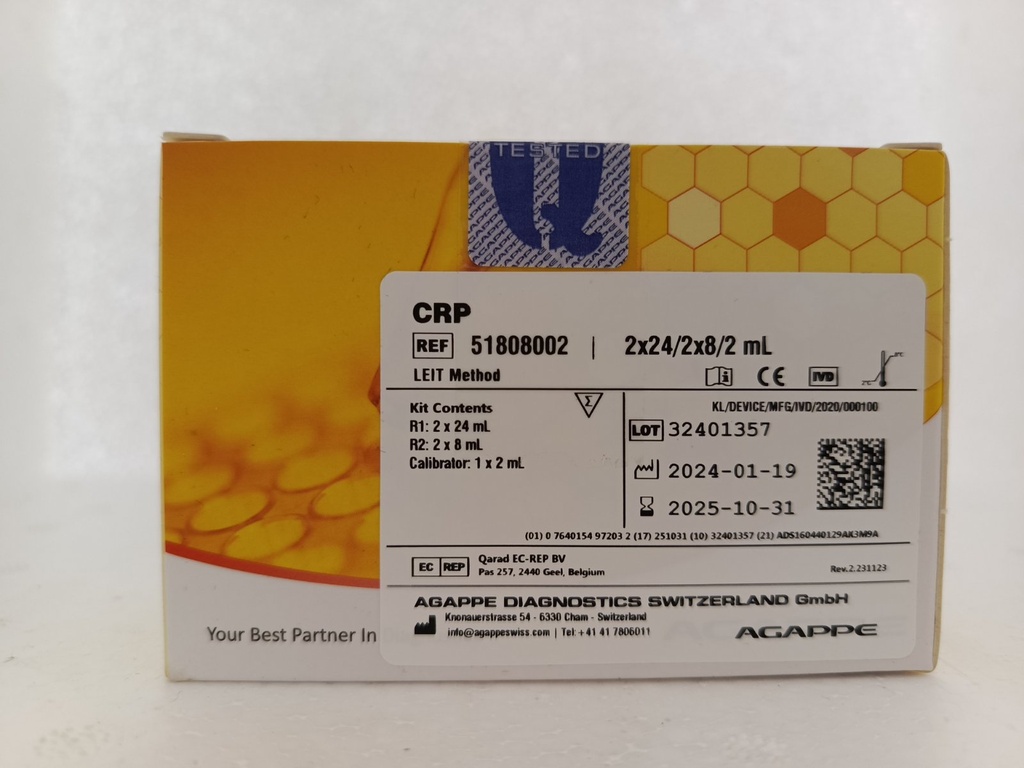 TESTED
AGAPPE
CRP
REF 51808002 | 2x24/2x8/2 mL
LEIT Method
CE IVD
2°C 8°C
Kit Contents
R1: 2 x 24 mL
R2: 2 x 8 mL
Calibrator: 1 x 2 mL
Σ
KL/DEVICE/MFG/IVD/2020/000100
LOT 32401357
2024-01-19
2025-10-31
(01) 0 7640154 97203 2 (17) 251031 (10) 32401357 (21) ADS160440129AK3M9A
EC REP Qarad EC-REP BV
Pas 257, 2440 Geel, Belgium
Rev.2.231123
AGAPPE DIAGNOSTICS SWITZERLAND GmbH
Knonauerstrasse 54 - 6330 Cham - Switzerland
info@agappeswiss.com | Tel: +41 41 7806011
AGAPPE
Your Best Partner In